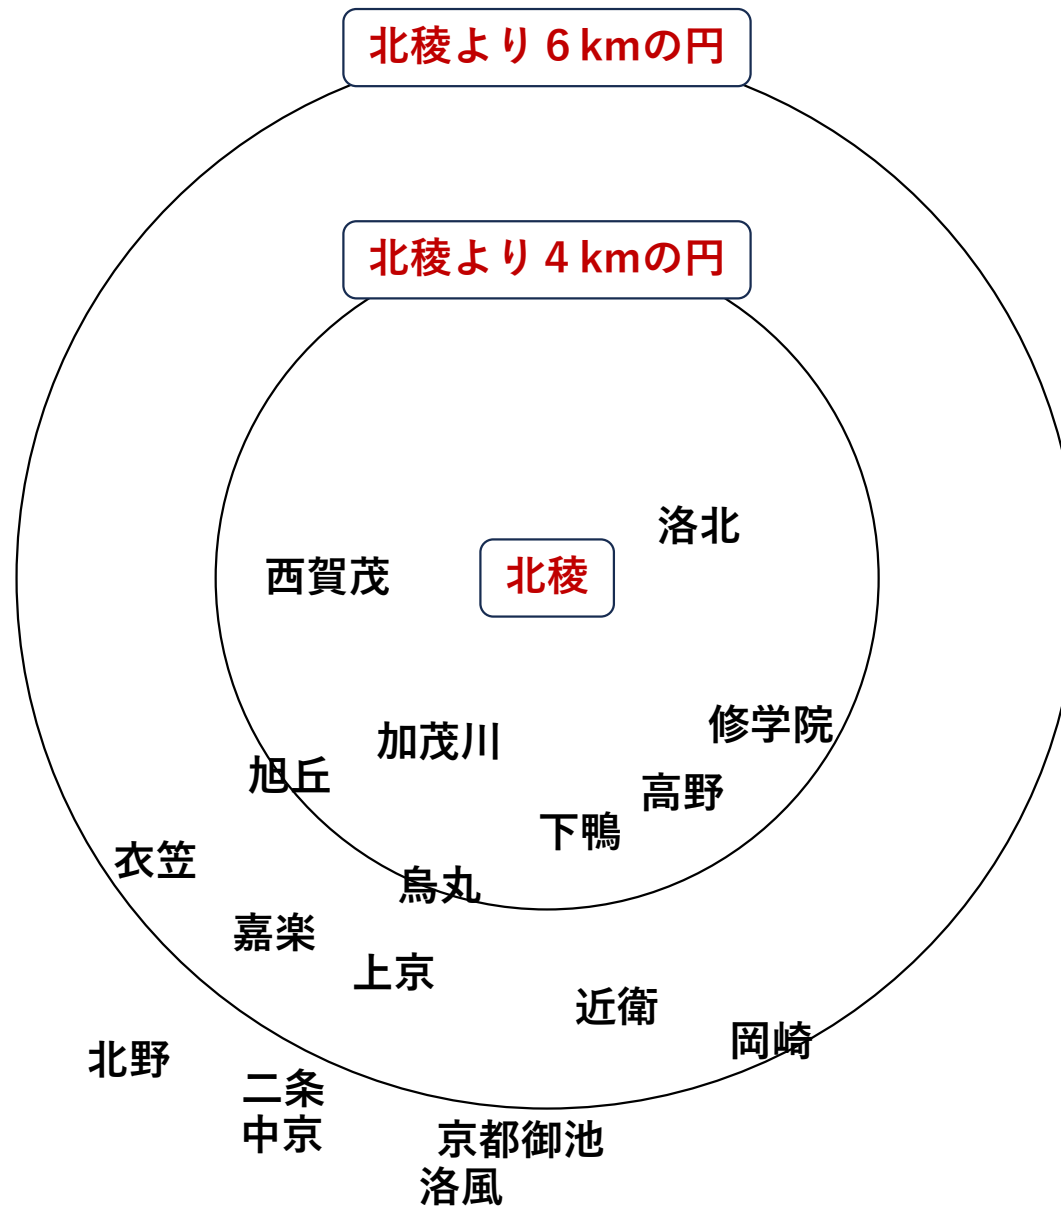 北稜より６kmの円
北稜より４kmの円
洛北
西賀茂
北稜
修学院
加茂川
旭丘
高野
下鴨
衣笠
烏丸
嘉楽
上京
近衛
岡崎
北野
二条
中京
京都御池
洛風